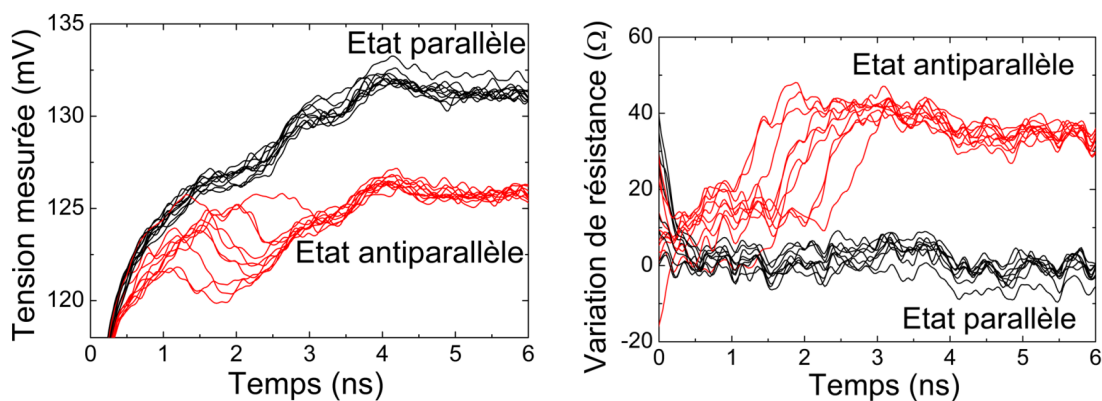 Tension mesurée (mV)
135
130
125
120
Etat parallèle
Etat antiparallèle
0
1
2
3
4
5
6
Temps (ns)
Variation de résistance (Ω)
60
40
20
0
-20
Etat antiparallèle
Etat parallèle
0
1
2
3
4
5
6
Temps (ns)